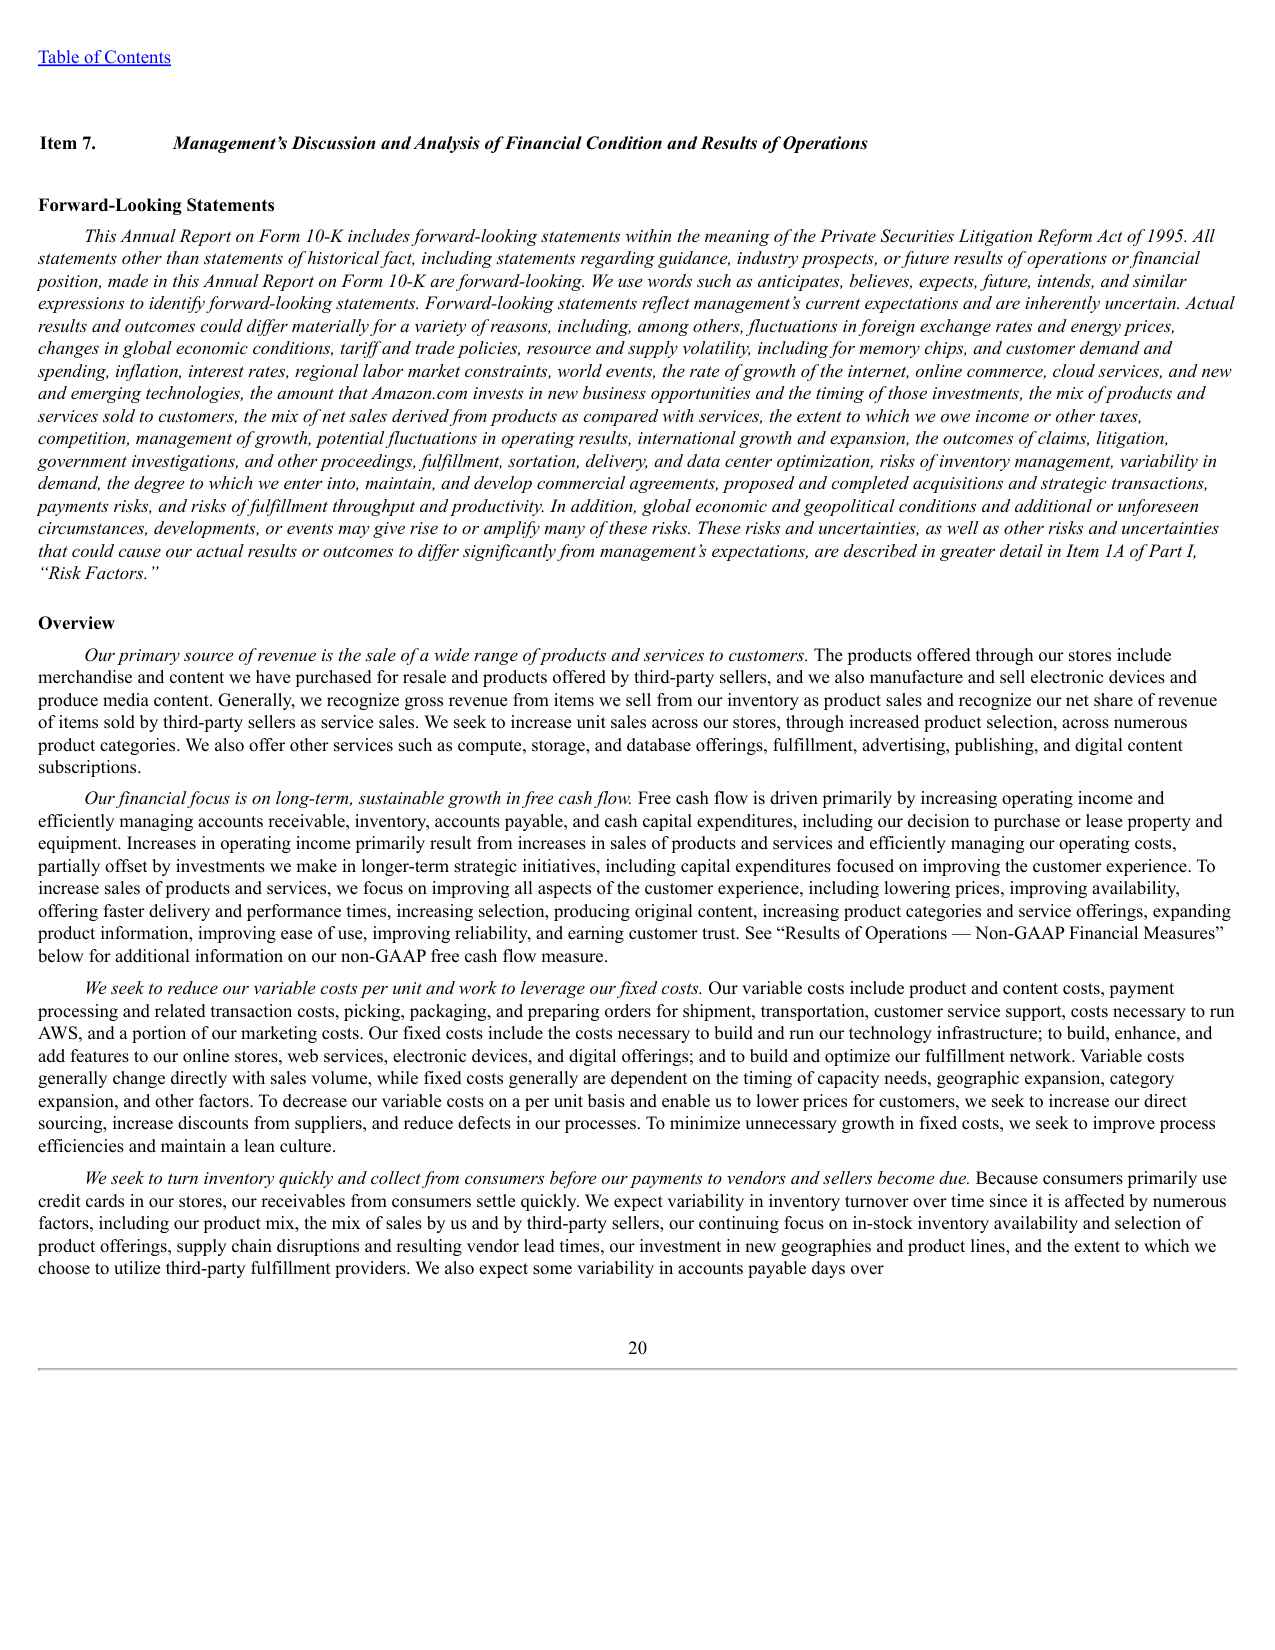 Table of Contents
Item 7. Management’s Discussion and Analysis of Financial Condition and Results of Operations
Forward-Looking Statements
This Annual Report on Form 10-K includes forward-looking statements within the meaning of the Private Securities Litigation Reform Act of 1995. All
statements other than statements of historical fact, including statements regarding guidance, industry prospects, or future results of operations or financial
position, made in this Annual Report on Form 10-K are forward-looking. We use words such as anticipates, believes, expects, future, intends, and similar
expressions to identify forward-looking statements. Forward-looking statements reflect management’s current expectations and are inherently uncertain. Actual
results and outcomes could differ materially for a variety of reasons, including, among others, fluctuations in foreign exchange rates and energy prices,
changes in global economic conditions, tariff and trade policies, resource and supply volatility, including for memory chips, and customer demand and
spending, inflation, interest rates, regional labor market constraints, world events, the rate of growth of the internet, online commerce, cloud services, and new
and emerging technologies, the amount that Amazon.com invests in new business opportunities and the timing of those investments, the mix of products and
services sold to customers, the mix of net sales derived from products as compared with services, the extent to which we owe income or other taxes,
competition, management of growth, potential fluctuations in operating results, international growth and expansion, the outcomes of claims, litigation,
government investigations, and other proceedings, fulfillment, sortation, delivery, and data center optimization, risks of inventory management, variability in
demand, the degree to which we enter into, maintain, and develop commercial agreements, proposed and completed acquisitions and strategic transactions,
payments risks, and risks of fulfillment throughput and productivity. In addition, global economic and geopolitical conditions and additional or unforeseen
circumstances, developments, or events may give rise to or amplify many of these risks. These risks and uncertainties, as well as other risks and uncertainties
that could cause our actual results or outcomes to differ significantly from management’s expectations, are described in greater detail in Item 1A of Part I,
“Risk Factors.”
Overview
Our primary source of revenue is the sale of a wide range of products and services to customers. The products offered through our stores include
merchandise and content we have purchased for resale and products offered by third-party sellers, and we also manufacture and sell electronic devices and
produce media content. Generally, we recognize gross revenue from items we sell from our inventory as product sales and recognize our net share of revenue
of items sold by third-party sellers as service sales. We seek to increase unit sales across our stores, through increased product selection, across numerous
product categories. We also offer other services such as compute, storage, and database offerings, fulfillment, advertising, publishing, and digital content
subscriptions.
Our financial focus is on long-term, sustainable growth in free cash flow. Free cash flow is driven primarily by increasing operating income and
efficiently managing accounts receivable, inventory, accounts payable, and cash capital expenditures, including our decision to purchase or lease property and
equipment. Increases in operating income primarily result from increases in sales of products and services and efficiently managing our operating costs,
partially offset by investments we make in longer-term strategic initiatives, including capital expenditures focused on improving the customer experience. To
increase sales of products and services, we focus on improving all aspects of the customer experience, including lowering prices, improving availability,
offering faster delivery and performance times, increasing selection, producing original content, increasing product categories and service offerings, expanding
product information, improving ease of use, improving reliability, and earning customer trust. See “Results of Operations — Non-GAAP Financial Measures”
below for additional information on our non-GAAP free cash flow measure.
We seek to reduce our variable costs per unit and work to leverage our fixed costs. Our variable costs include product and content costs, payment
processing and related transaction costs, picking, packaging, and preparing orders for shipment, transportation, customer service support, costs necessary to run
AWS, and a portion of our marketing costs. Our fixed costs include the costs necessary to build and run our technology infrastructure; to build, enhance, and
add features to our online stores, web services, electronic devices, and digital offerings; and to build and optimize our fulfillment network. Variable costs
generally change directly with sales volume, while fixed costs generally are dependent on the timing of capacity needs, geographic expansion, category
expansion, and other factors. To decrease our variable costs on a per unit basis and enable us to lower prices for customers, we seek to increase our direct
sourcing, increase discounts from suppliers, and reduce defects in our processes. To minimize unnecessary growth in fixed costs, we seek to improve process
efficiencies and maintain a lean culture.
We seek to turn inventory quickly and collect from consumers before our payments to vendors and sellers become due. Because consumers primarily use
credit cards in our stores, our receivables from consumers settle quickly. We expect variability in inventory turnover over time since it is affected by numerous
factors, including our product mix, the mix of sales by us and by third-party sellers, our continuing focus on in-stock inventory availability and selection of
product offerings, supply chain disruptions and resulting vendor lead times, our investment in new geographies and product lines, and the extent to which we
choose to utilize third-party fulfillment providers. We also expect some variability in accounts payable days over
20